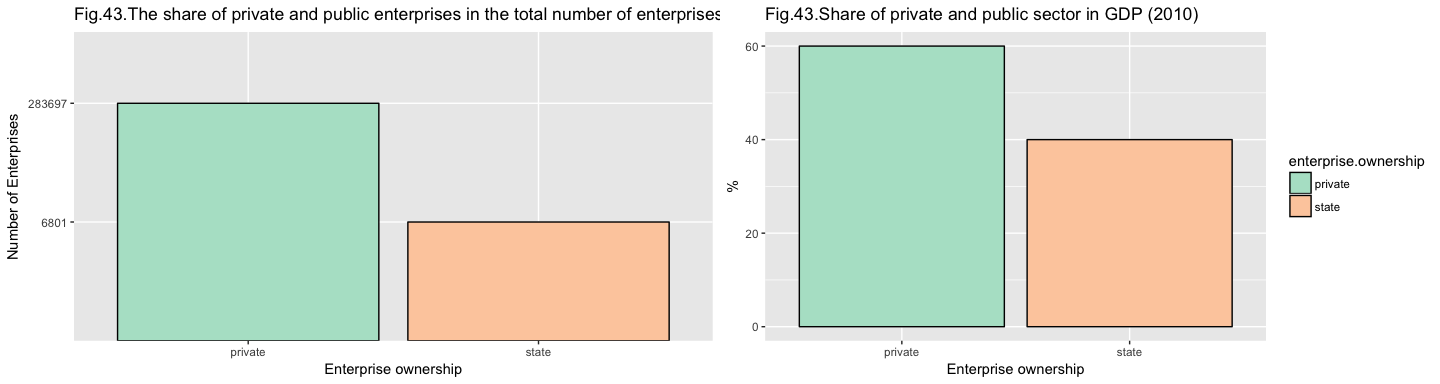 Fig.43.The share of private and public enterprises in the total number of enterprises
283697
6801
Number of Enterprises
private
state
Enterprise ownership
Fig.43.Share of private and public sector in GDP (2010)
60
40
20
0
%
private
state
Enterprise ownership
enterprise.ownership
private
state